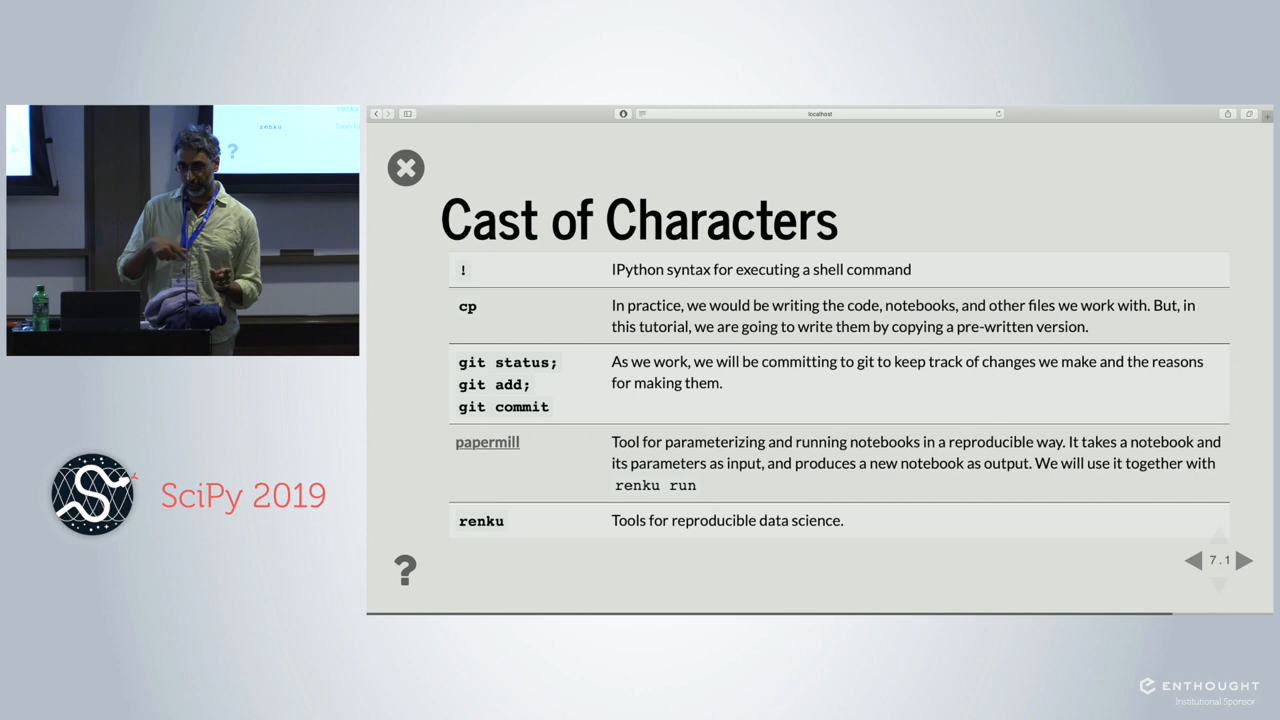 renku
?
localhost
Cast of Characters
! IPython syntax for executing a shell command
cp In practice, we would be writing the code, notebooks, and other files we work with. But, in
this tutorial, we are going to write them by copying a pre-written version.
git status; As we work, we will be committing to git to keep track of changes we make and the reasons
git add; for making them.
git commit
papermill Tool for parameterizing and running notebooks in a reproducible way. It takes a notebook and
its parameters as input, and produces a new notebook as output. We will use it together with
renku run
renku Tools for reproducible data science.
?
7.1
SciPy 2019
ENTHOUGHT
Institutional Sponsor